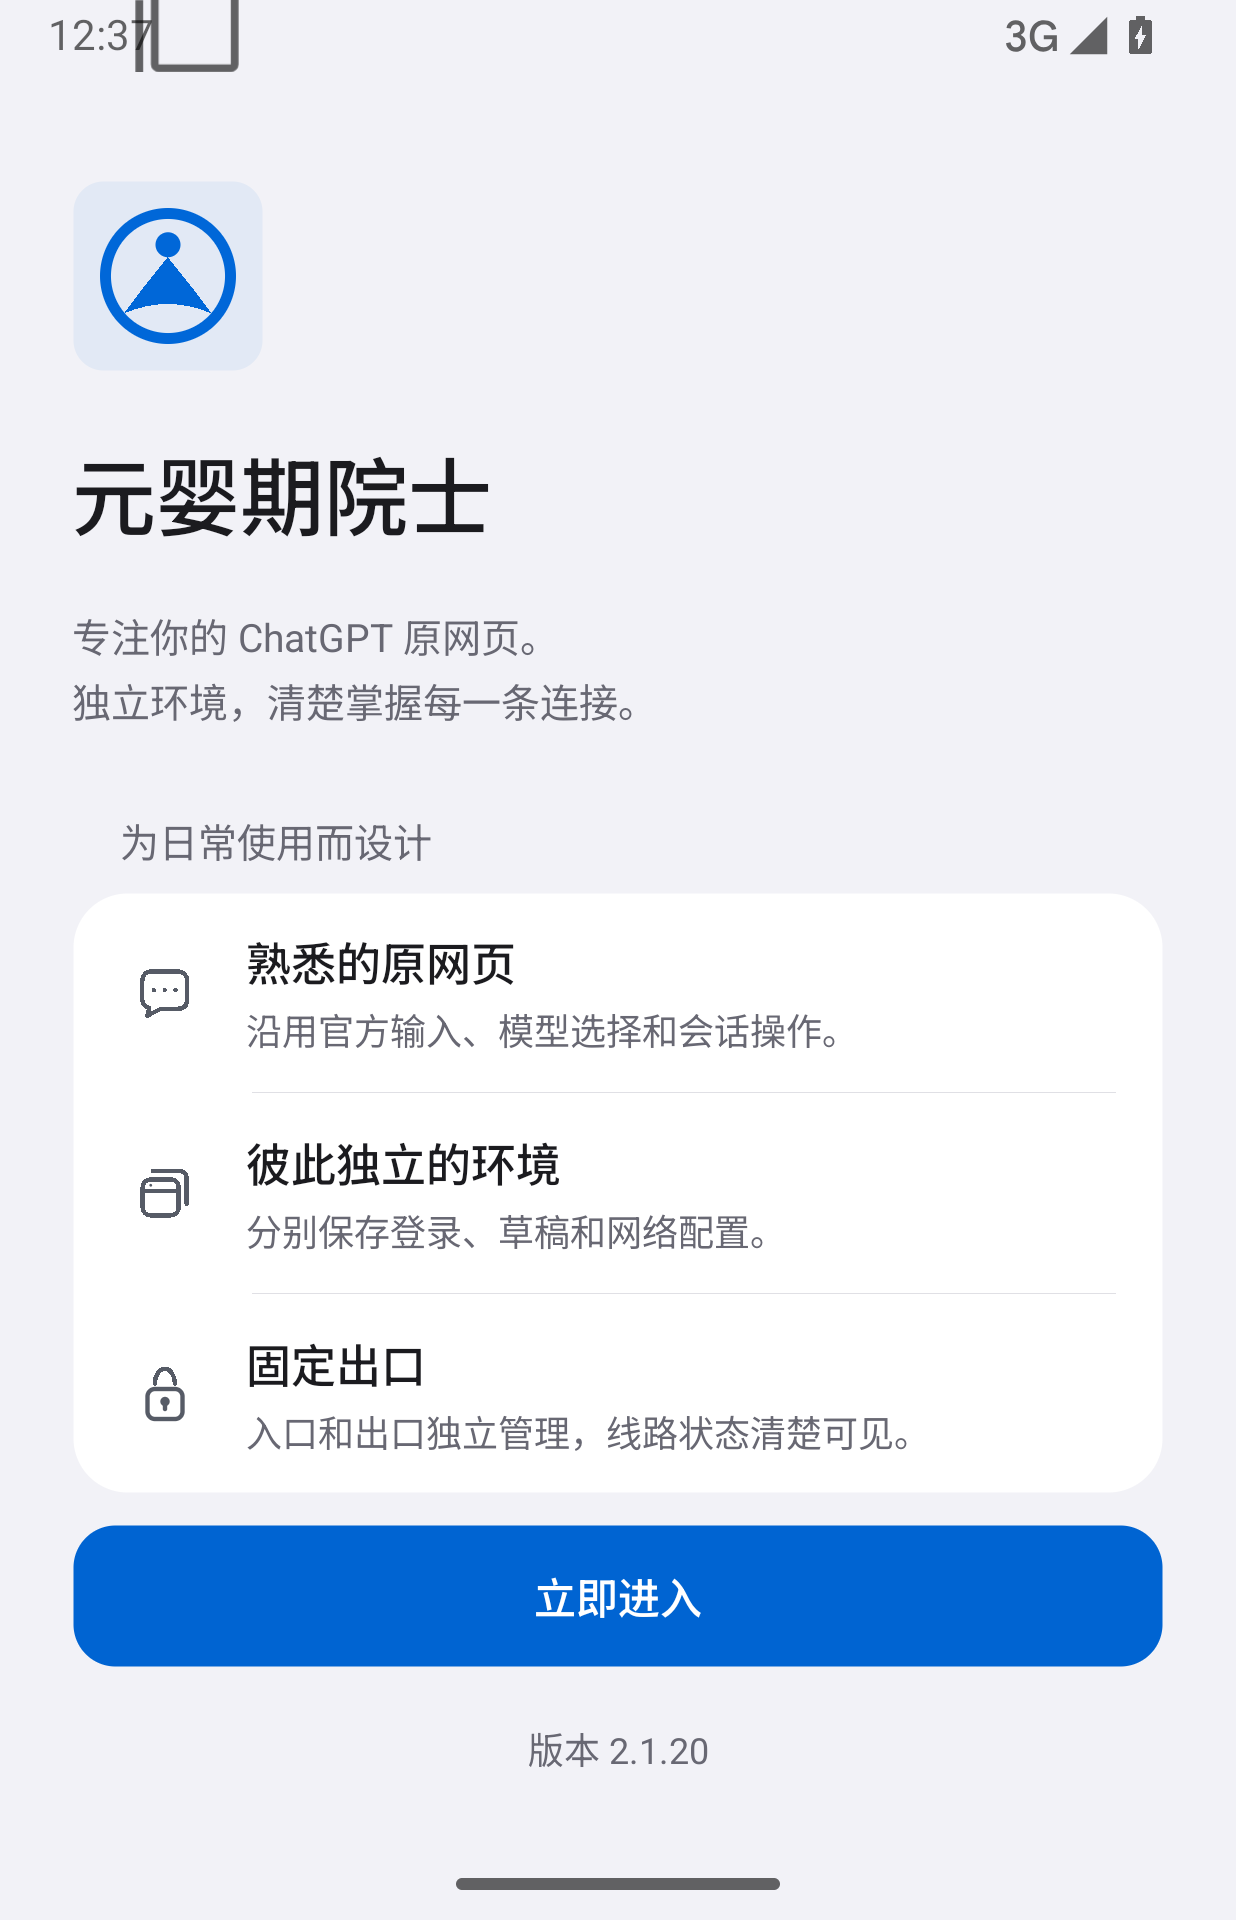 12:37
3G
元婴期院士
专注你的 ChatGPT 原网页。
独立环境，清楚掌握每一条连接。
为日常使用而设计
熟悉的原网页
沿用官方输入、模型选择和会话操作。
彼此独立的环境
分别保存登录、草稿和网络配置。
固定出口
入口和出口独立管理，线路状态清楚可见。
立即进入
版本 2.1.20